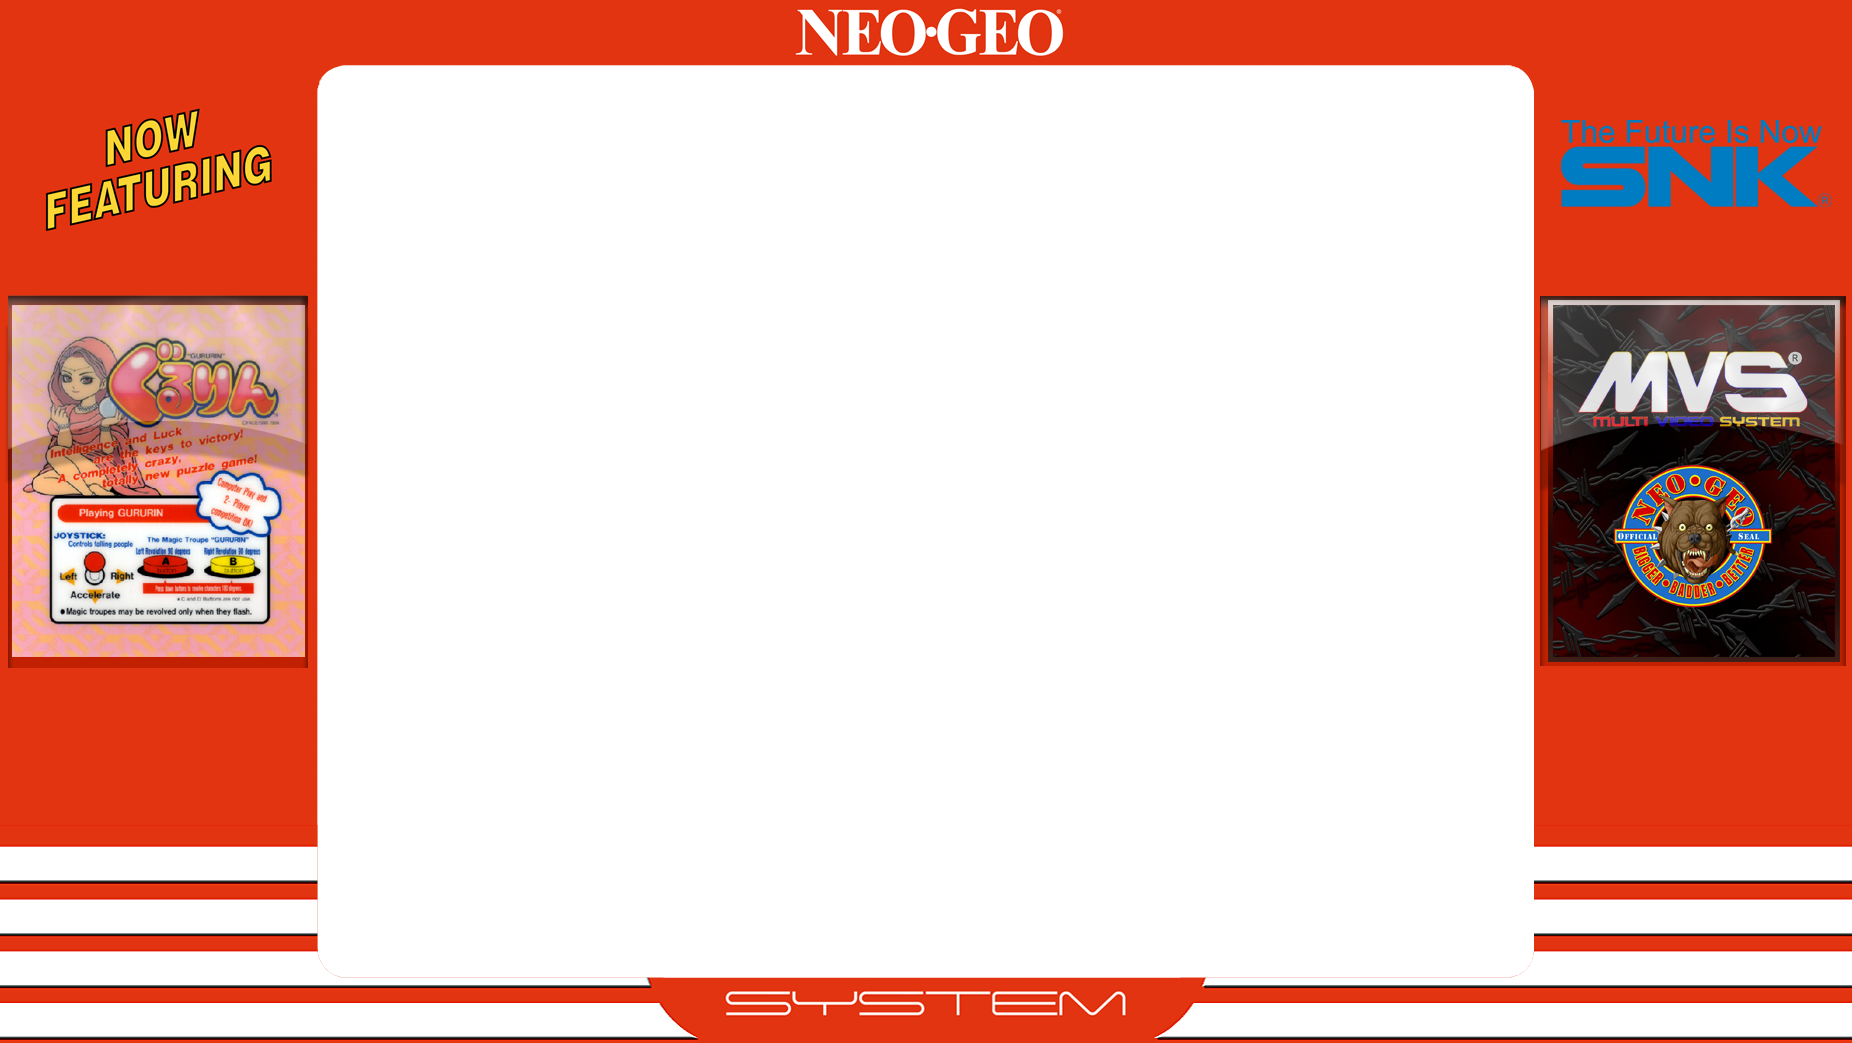 NEO•GEO®
NOW
FEATURING
"GURURIN"
ぐるりん
Intelligence and Luck
are the keys to victory!
A completely crazy,
totally new puzzle game!
Computer Play and
2- Player
competition OK!
Playing GURURIN
JOYSTICK:
Controls falling people
The Magic Troupe "GURURIN"
Left Revolution 90 degrees
Right Revolution 90 degrees
A
button
B
button
Left
Right
Accelerate
Press down buttons to revolve characters 180 degrees.
★C and D Buttons are not use.
●Magic troupes may be revolved only when they flash.
The Future Is Now
SNK®
MVS®
MULTI VIDEO SYSTEM
NEO•GEO
OFFICIAL SEAL
BIGGER•BADDER•BETTER
SYSTEM